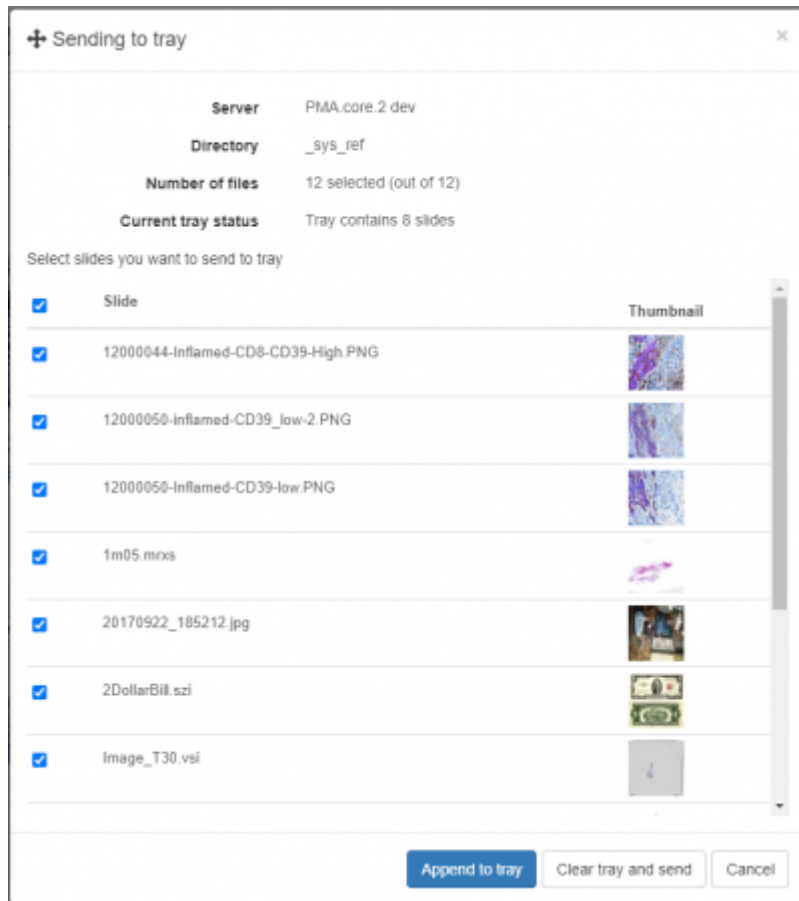 Sending to tray
Server PMA.core.2 dev
Directory _sys_ref
Number of files 12 selected (out of 12)
Current tray status Tray contains 8 slides
Select slides you want to send to tray
Slide Thumbnail
12000044-Inflamed-CD8-CD39-High.PNG
12000050-inflamed-CD39_low-2.PNG
12000050-Inflamed-CD39-low.PNG
1m05.mrxs
20170922_185212.jpg
2DollarBill.szi
Image_T30.vsi
Append to tray Clear tray and send Cancel